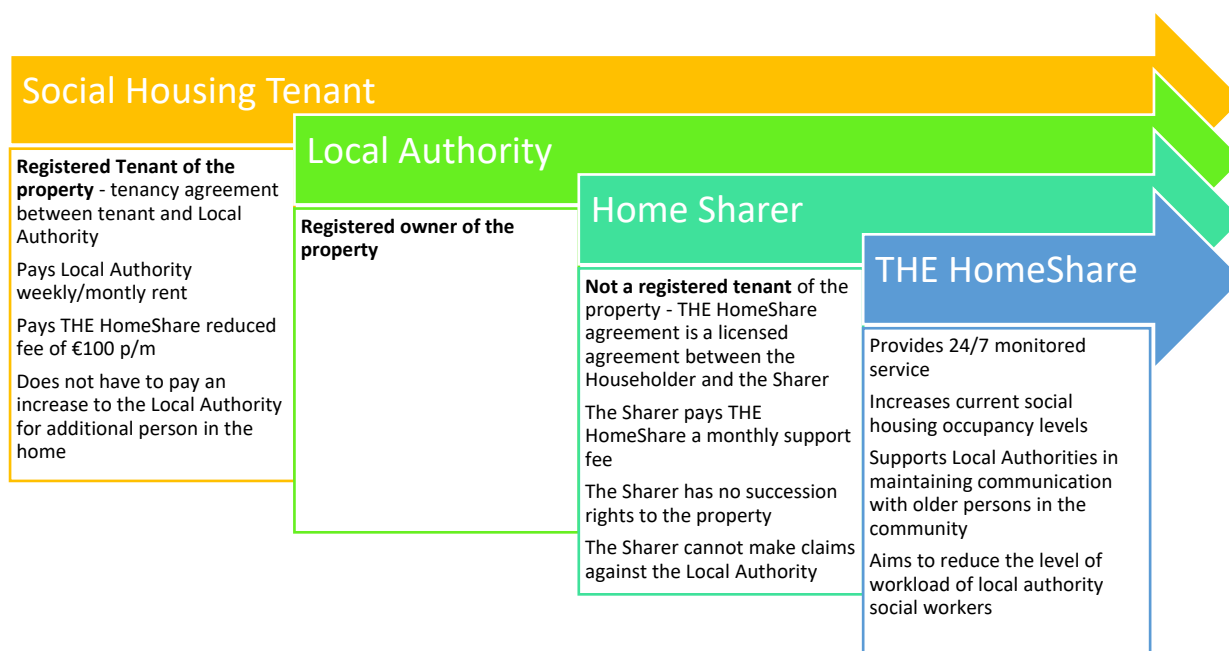 Social Housing Tenant
Registered Tenant of the
property - tenancy agreement
between tenant and Local
Authority
Pays Local Authority
weekly/montly rent
Pays THE HomeShare reduced
fee of €100 p/m
Does not have to pay an
increase to the Local Authority
for additional person in the
home
Local Authority
Registered owner of the
property
Home Sharer
Not a registered tenant of the
property - THE HomeShare
agreement is a licensed
agreement between the
Householder and the Sharer
The Sharer pays THE
HomeShare a monthly support
fee
The Sharer has no succession
rights to the property
The Sharer cannot make claims
against the Local Authority
THE HomeShare
Provides 24/7 monitored
service
Increases current social
housing occupancy levels
Supports Local Authorities in
maintaining communication
with older persons in the
community
Aims to reduce the level of
workload of local authority
social workers